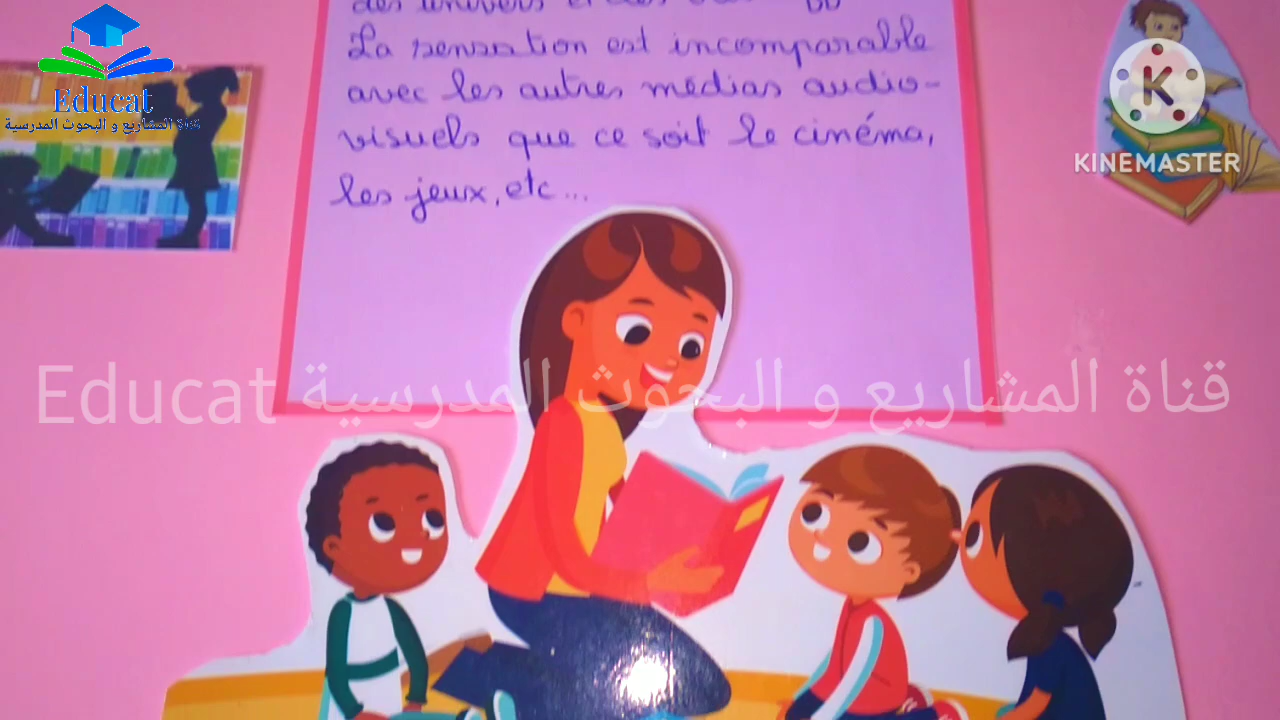 La sensation est incomparable
avec les autres médias audio-
visuels que ce soit le cinéma,
les jeux, etc...
Educat
قناة المشاريع و البحوث المدرسية
K
KINEMASTER
Educat قناة المشاريع و البحوث المدرسية